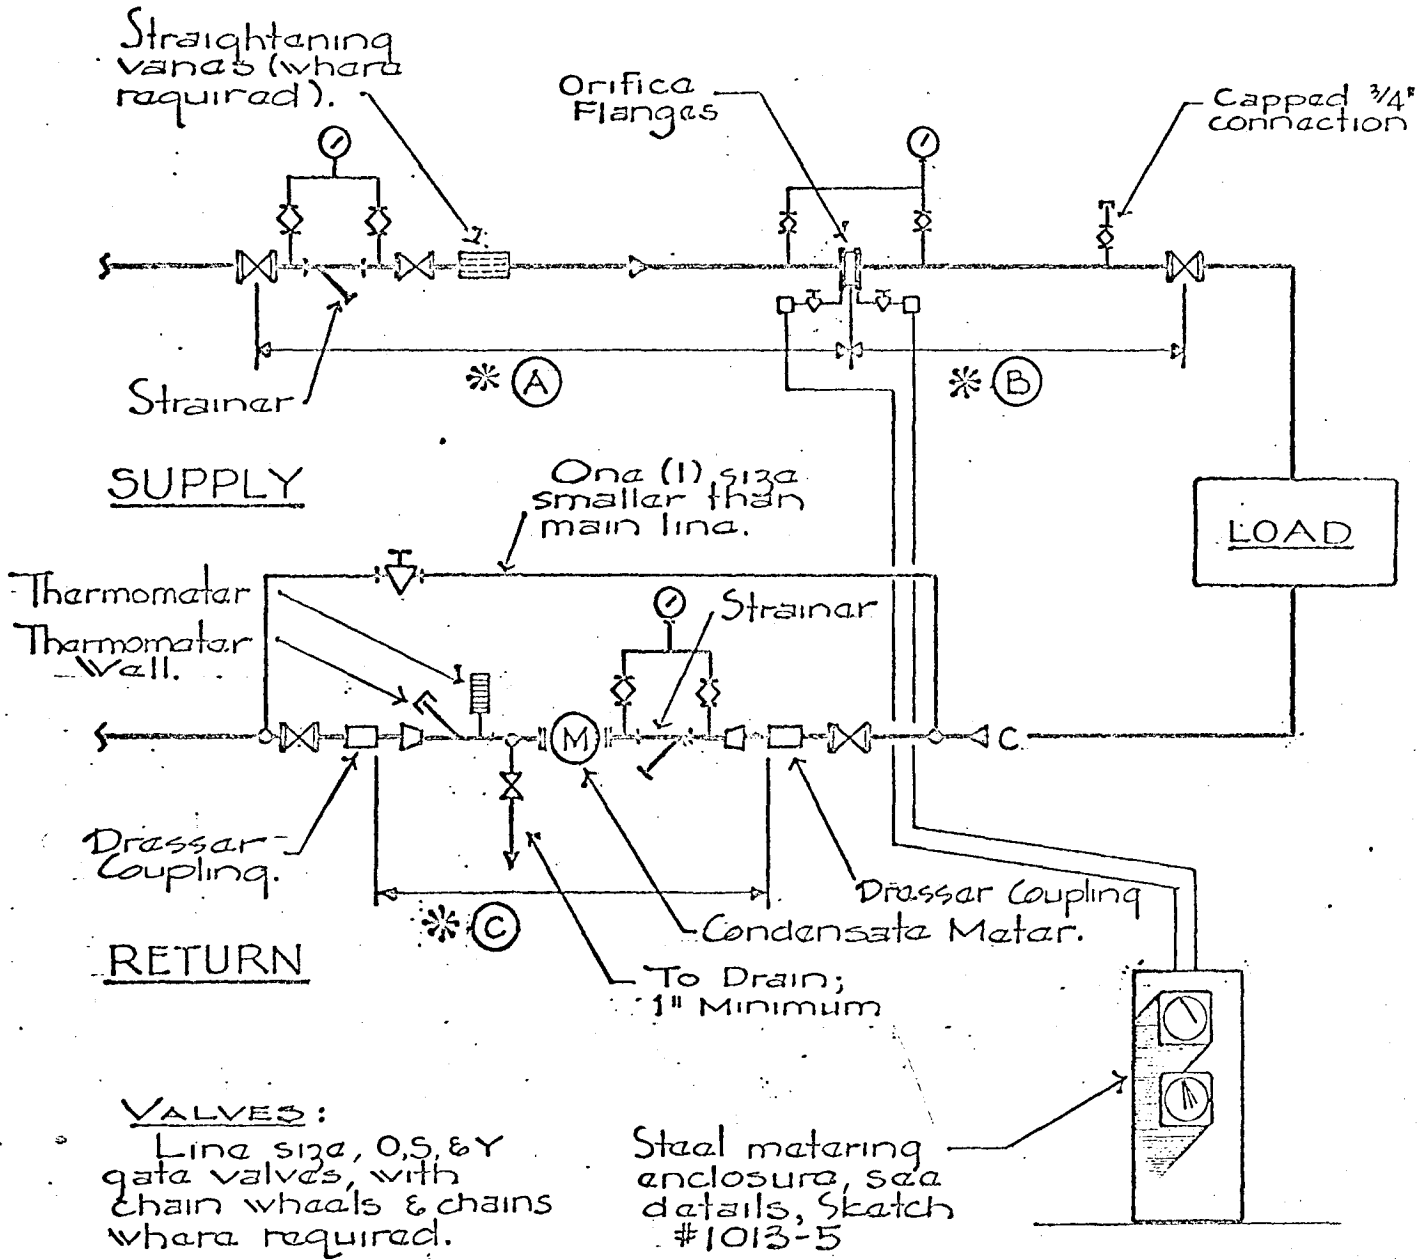 Straightening
vanes (where
required).
Orifice
Flanges
Capped 3/4"
connection
Strainer
✱ A
✱ B
SUPPLY
One (1) size
smaller than
main line.
LOAD
Thermometer
Thermometer
Well.
Strainer
M
C
Dresser
Coupling.
Dresser Coupling
✱ C
Condensate Meter.
RETURN
To Drain;
1" Minimum
VALVES:
Line size, O,S,&Y
gate valves, with
chain wheels & chains
where required.
Steel metering
enclosure, see
details, Sketch
#1013-5